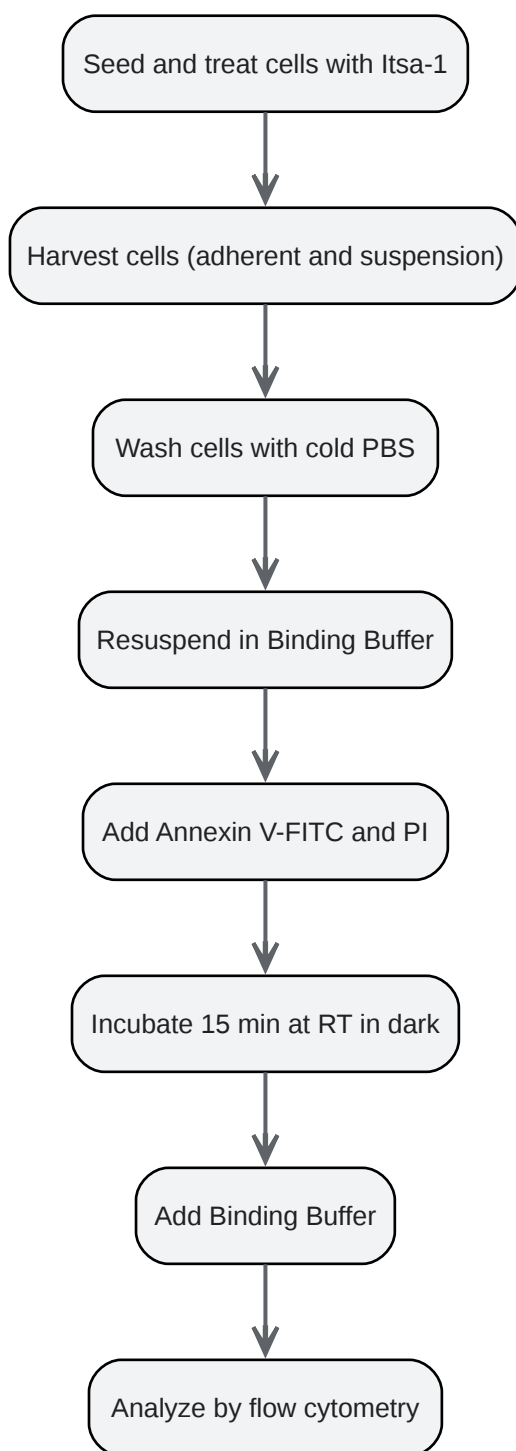 Seed and treat cells with Itsa-1
Harvest cells (adherent and suspension)
Wash cells with cold PBS
Resuspend in Binding Buffer
Add Annexin V-FITC and PI
Incubate 15 min at RT in dark
Add Binding Buffer
Analyze by flow cytometry